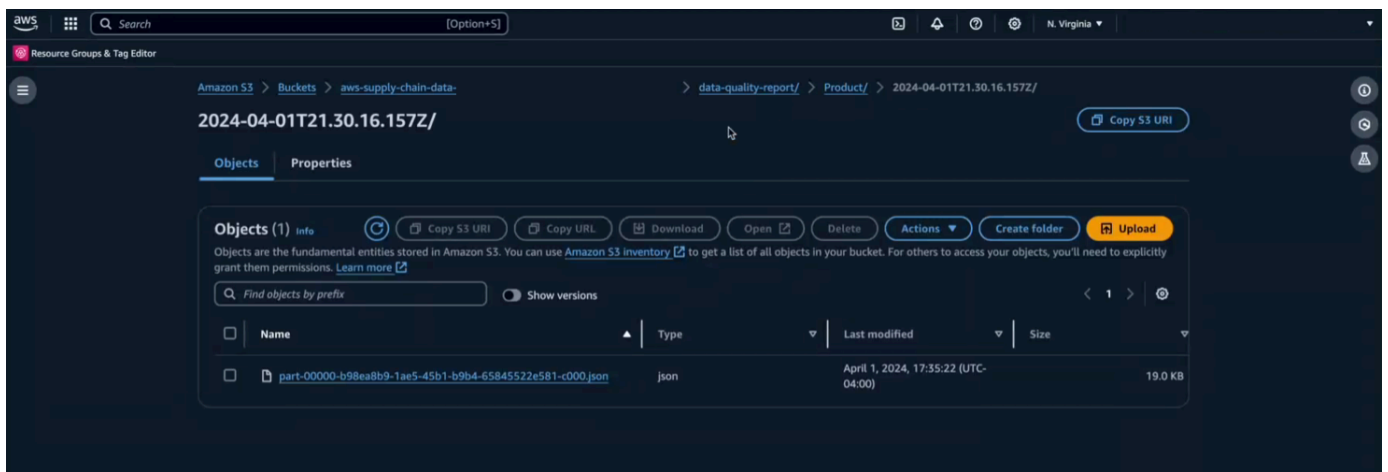 aws Search [Option+S] N. Virginia
Resource Groups & Tag Editor
Amazon S3 > Buckets > aws-supply-chain-data- > data-quality-report/ > Product/ > 2024-04-01T21.30.16.157Z/
2024-04-01T21.30.16.157Z/ Copy S3 URI
Objects Properties
Objects (1) Info Copy S3 URI Copy URL Download Open Delete Actions Create folder Upload
Objects are the fundamental entities stored in Amazon S3. You can use Amazon S3 inventory to get a list of all objects in your bucket. For others to access your objects, you'll need to explicitly
grant them permissions. Learn more
Find objects by prefix Show versions 1
Name Type Last modified Size
part-00000-b98ea8b9-1ae5-45b1-b9b4-65845522e581-c000.json json April 1, 2024, 17:35:22 (UTC-
04:00) 19.0 KB